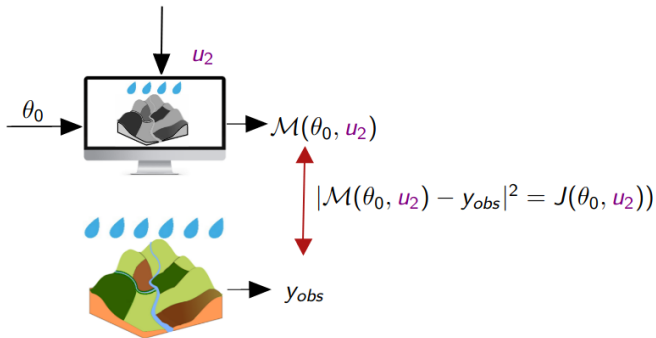 u₂
θ₀
ℳ(θ₀, u₂)
|ℳ(θ₀, u₂) − y_obs|² = J(θ₀, u₂))
y_obs